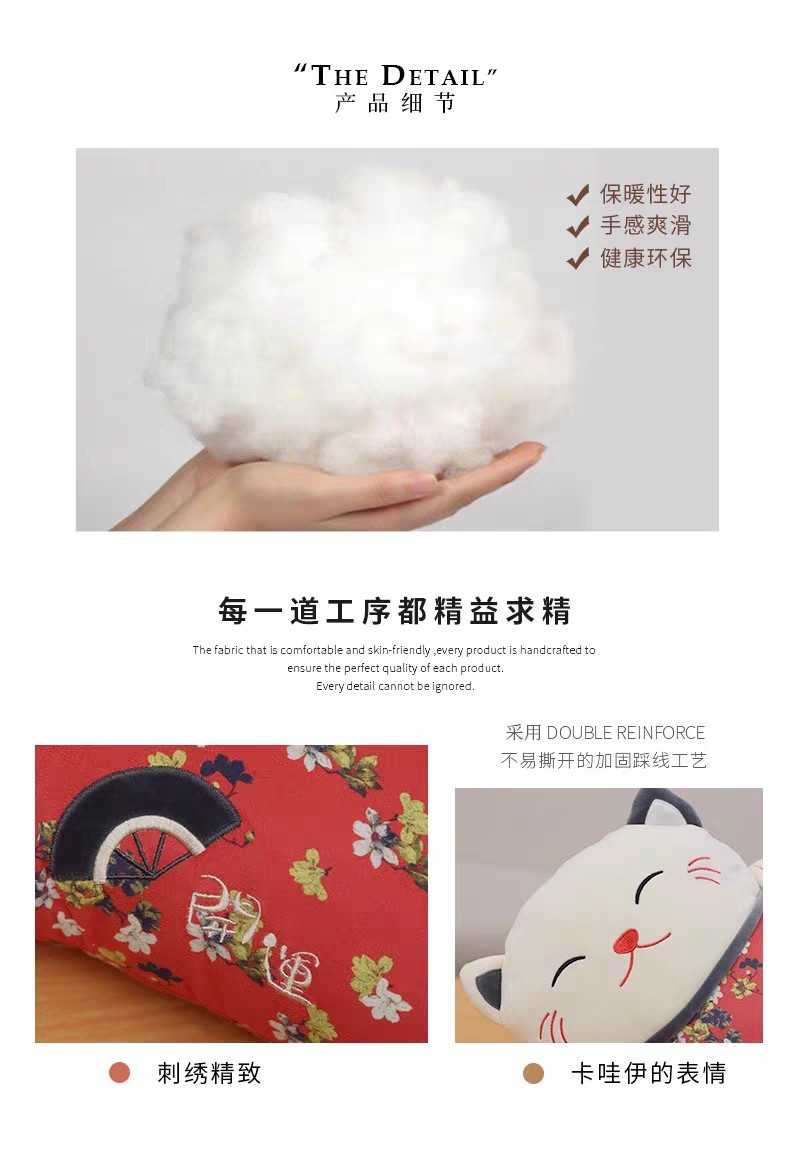 “THE DETAIL”
产品细节
保暖性好
手感爽滑
健康环保
每一道工序都精益求精
The fabric that is comfortable and skin-friendly ,every product is handcrafted to
ensure the perfect quality of each product.
Every detail cannot be ignored.
采用 DOUBLE REINFORCE
不易撕开的加固踩线工艺
開運
刺绣精致
卡哇伊的表情